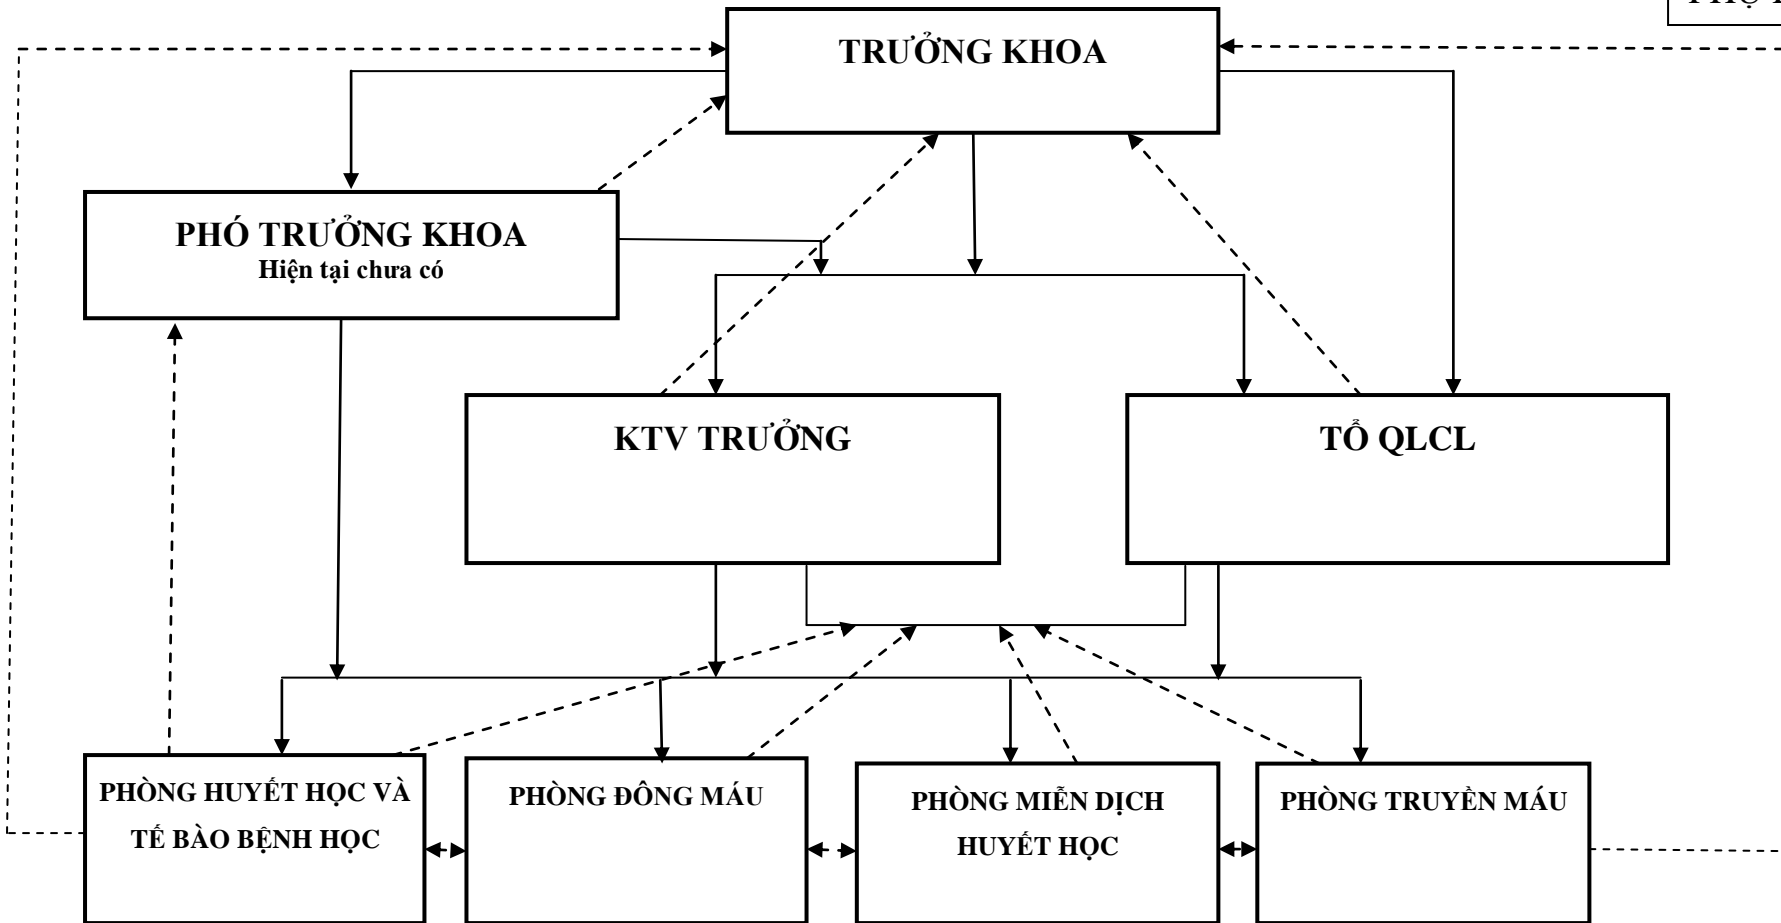 TRƯỞNG KHOA
PHÓ TRƯỞNG KHOA
Hiện tại chưa có
KTV TRƯỞNG
TỔ QLCL
PHÒNG HUYẾT HỌC VÀ
TẾ BÀO BỆNH HỌC
PHÒNG ĐÔNG MÁU
PHÒNG MIỄN DỊCH
HUYẾT HỌC
PHÒNG TRUYỀN MÁU